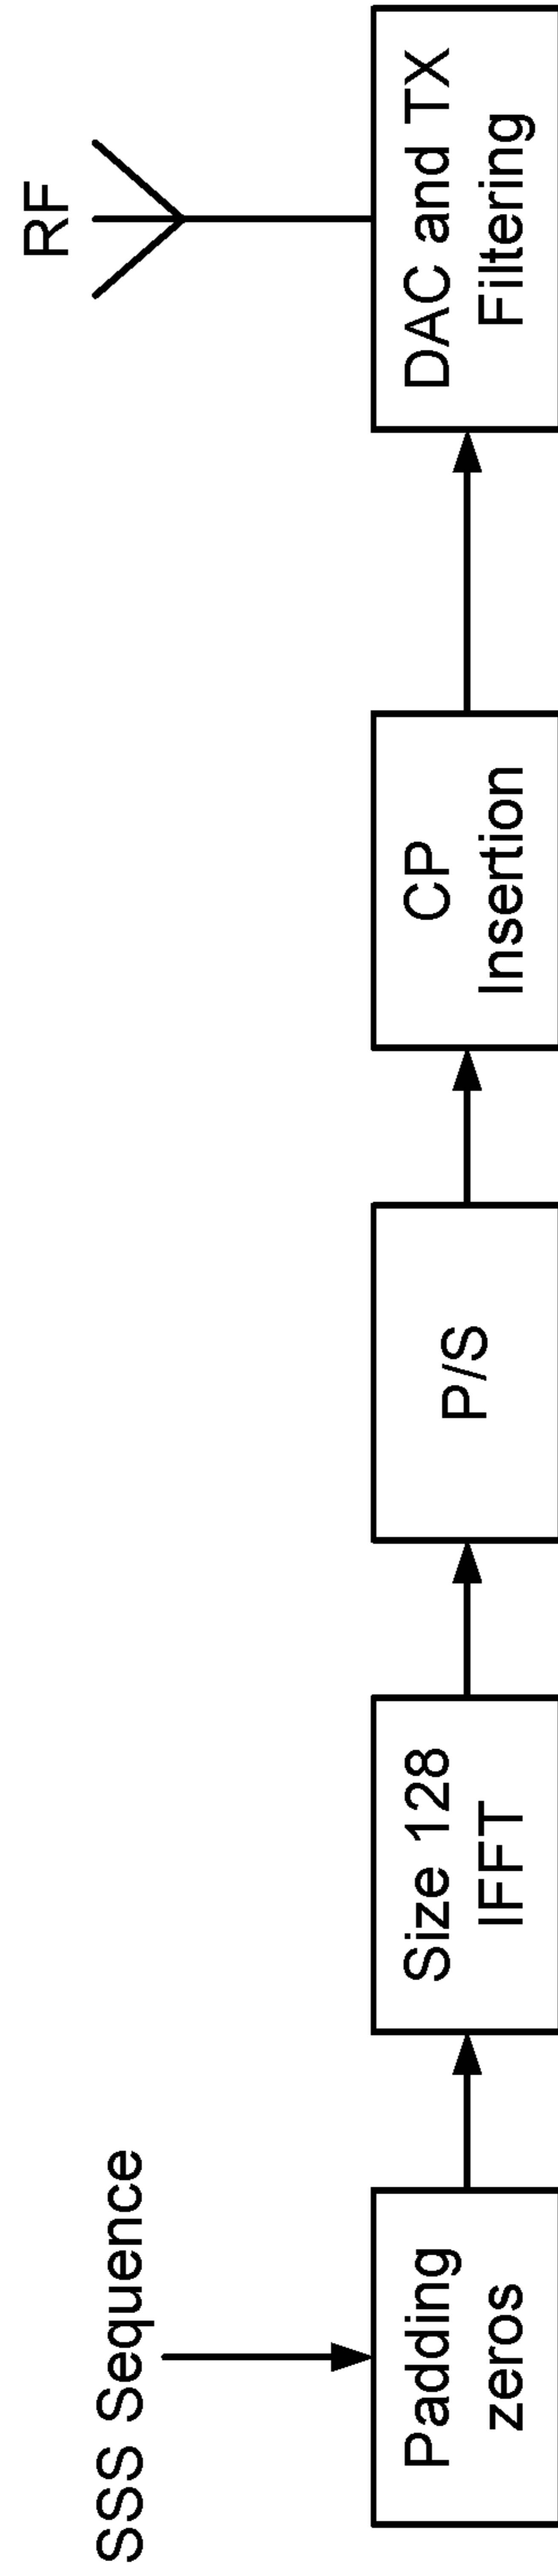 SSS Sequence
Padding
zeros
Size 128
IFFT
P/S
CP
Insertion
DAC and TX
Filtering
RF